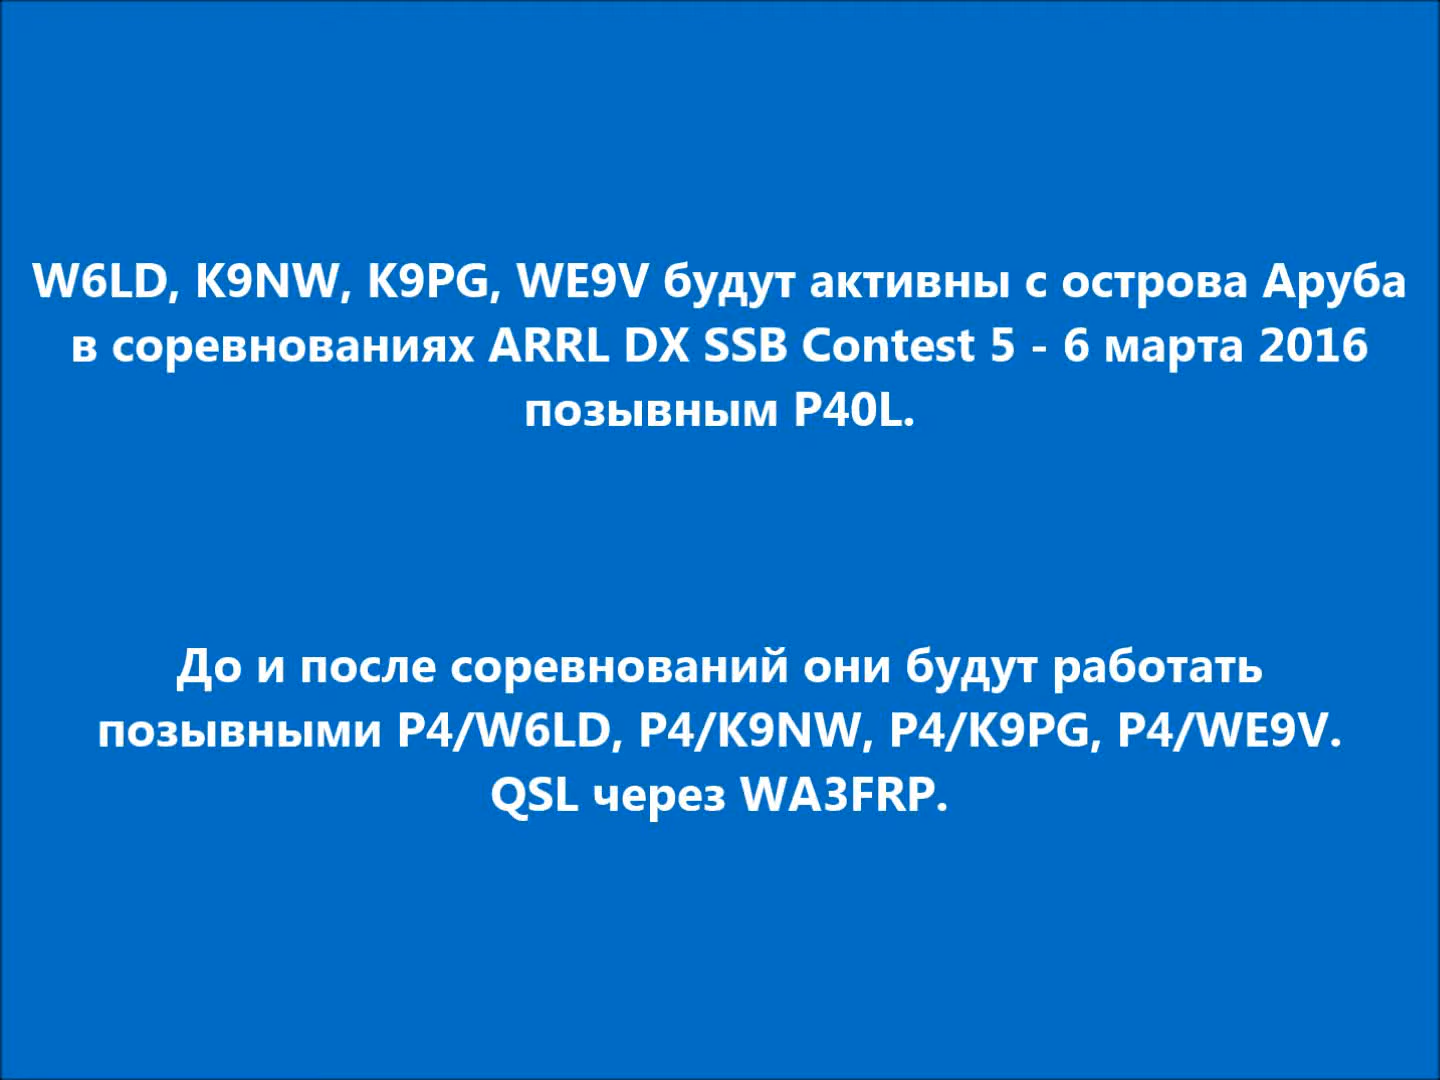 W6LD, K9NW, K9PG, WE9V будут активны с острова Аруба
в соревнованиях ARRL DX SSB Contest 5 - 6 марта 2016
позывным P40L.
До и после соревнований они будут работать
позывными P4/W6LD, P4/K9NW, P4/K9PG, P4/WE9V.
QSL через WA3FRP.